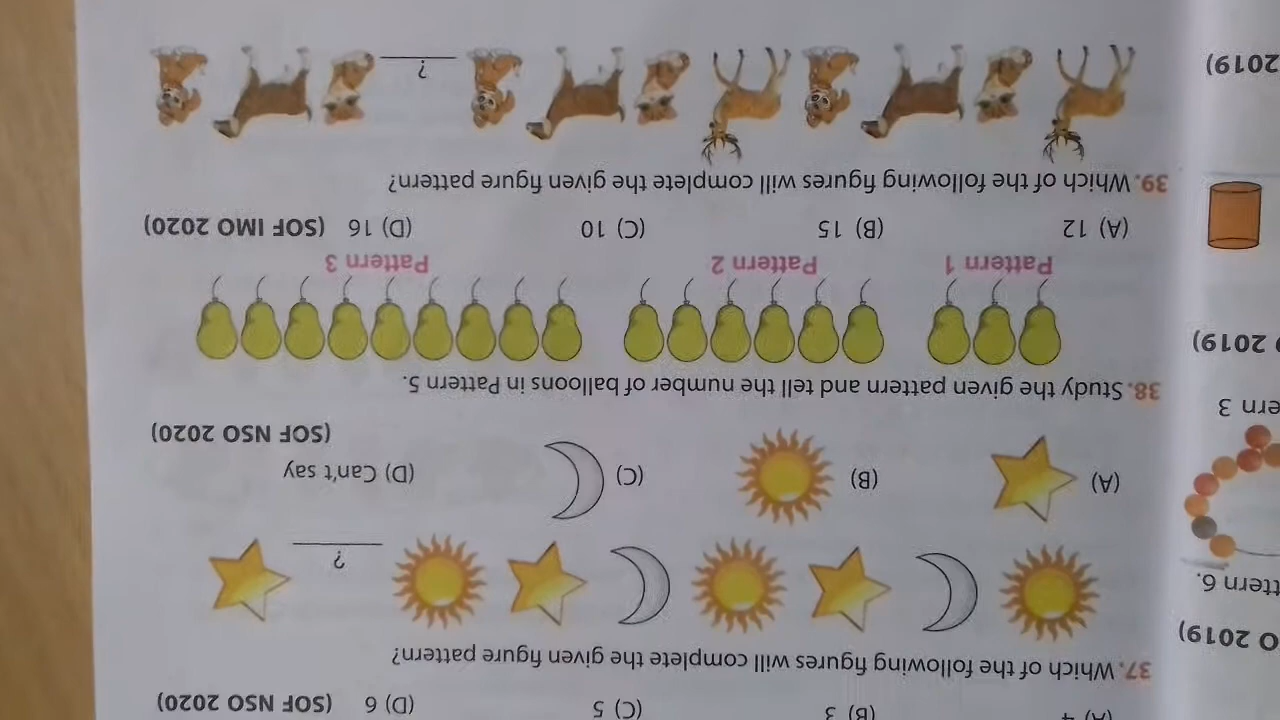 (A) 4 (B) 3 (C) 5 (D) 6 (SOF NSO 2020)
37. Which of the following figures will complete the given figure pattern?
?
(A) (B) (C) (D) Can't say
(SOF NSO 2020)
38. Study the given pattern and tell the number of balloons in Pattern 5.
Pattern 1 Pattern 2 Pattern 3
(A) 12 (B) 15 (C) 10 (D) 16 (SOF IMO 2020)
39. Which of the following figures will complete the given figure pattern?
?
O 2019)
ttern 6.
ern 3
2019)
2019)